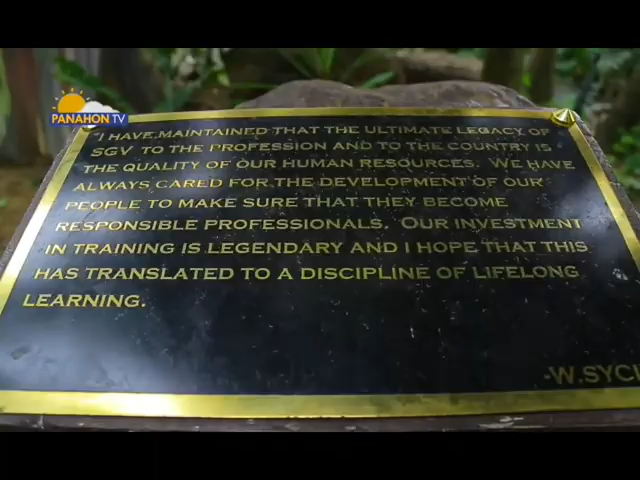 PANAHON TV
"I HAVE MAINTAINED THAT THE ULTIMATE LEGACY OF
SGV TO THE PROFESSION AND TO THE COUNTRY IS
THE QUALITY OF OUR HUMAN RESOURCES. WE HAVE
ALWAYS CARED FOR THE DEVELOPMENT OF OUR
PEOPLE TO MAKE SURE THAT THEY BECOME
RESPONSIBLE PROFESSIONALS. OUR INVESTMENT
IN TRAINING IS LEGENDARY AND I HOPE THAT THIS
HAS TRANSLATED TO A DISCIPLINE OF LIFELONG
LEARNING.
-W.SYCI